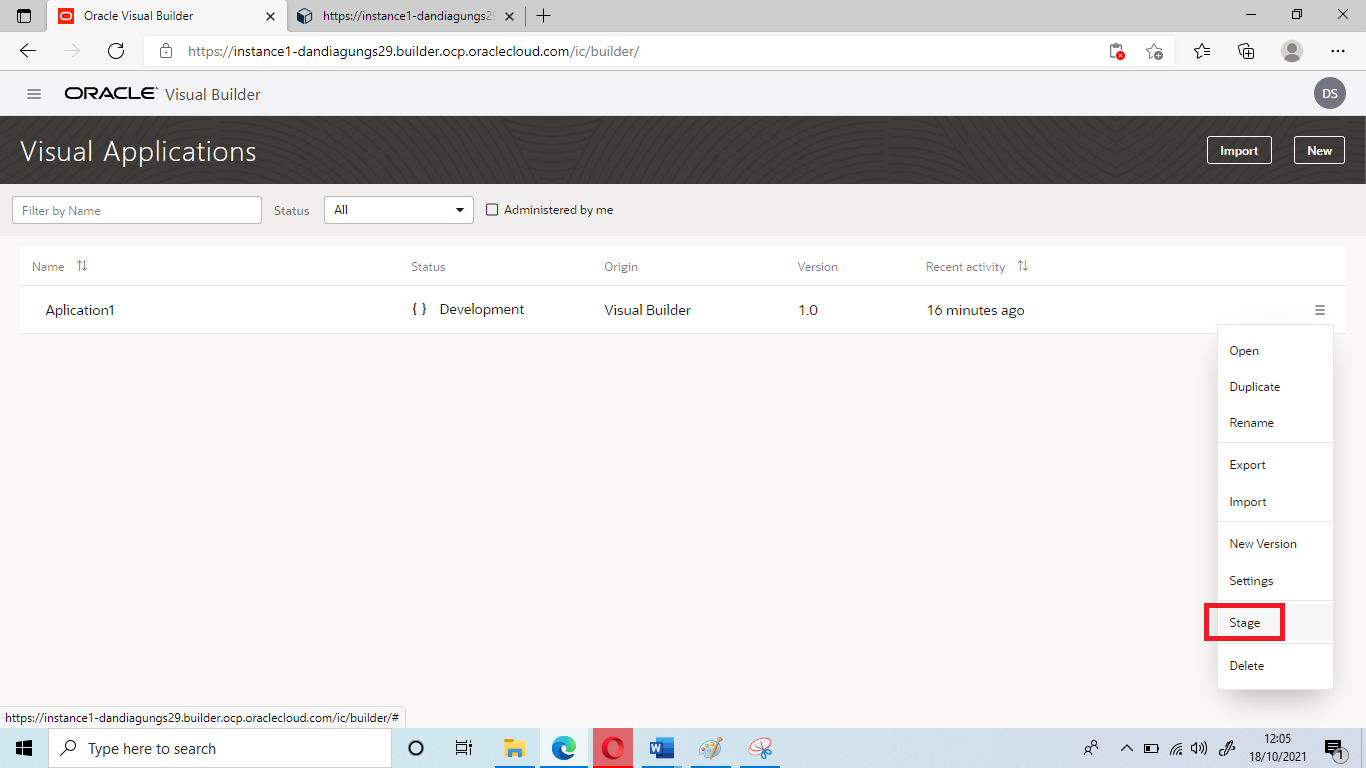 Oracle Visual Builder
https://instance1-dandiagungs29
https://instance1-dandiagungs29.builder.ocp.oraclecloud.com/ic/builder/
ORACLE Visual Builder
DS
Visual Applications
Import
New
Filter by Name
Status
All
Administered by me
Name
Status
Origin
Version
Recent activity
Aplication1
{ } Development
Visual Builder
1.0
16 minutes ago
Open
Duplicate
Rename
Export
Import
New Version
Settings
Stage
Delete
https://instance1-dandiagungs29.builder.ocp.oraclecloud.com/ic/builder/#
Type here to search
12:05
18/10/2021
1